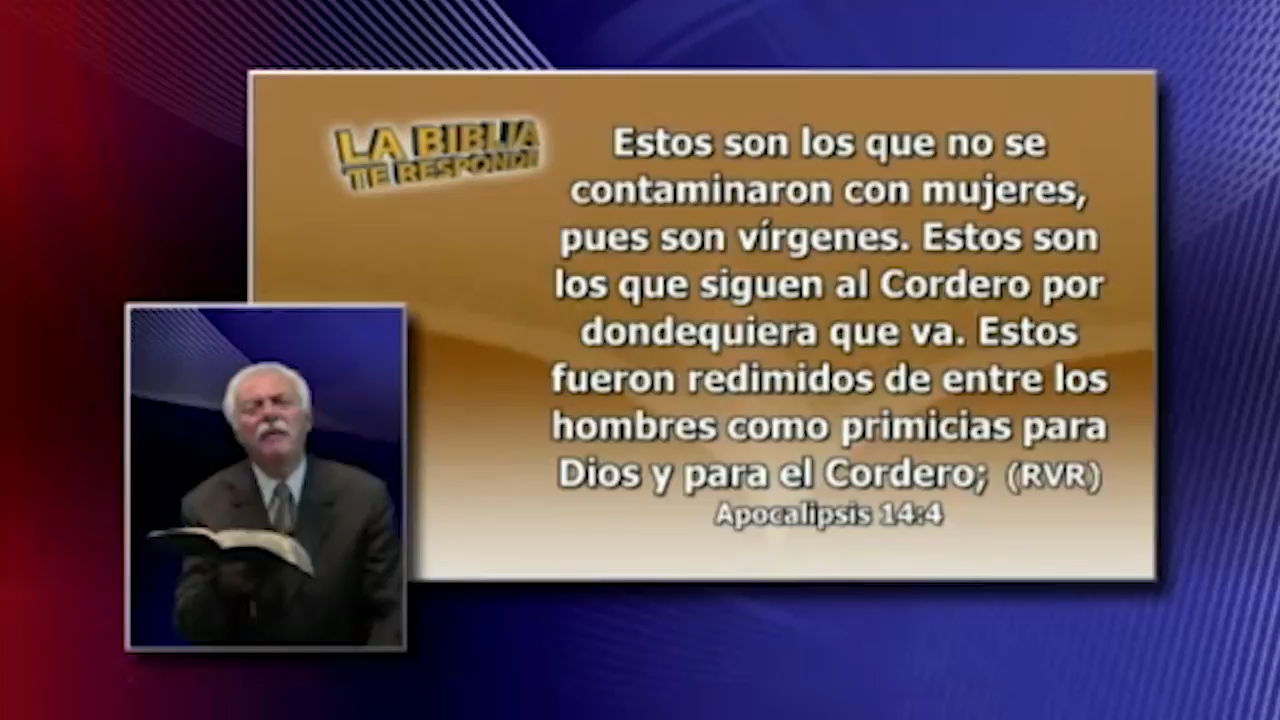 LA BIBLIA
TE RESPONDE
Estos son los que no se
contaminaron con mujeres,
pues son vírgenes. Estos son
los que siguen al Cordero por
dondequiera que va. Estos
fueron redimidos de entre los
hombres como primicias para
Dios y para el Cordero; (RVR)
Apocalipsis 14:4